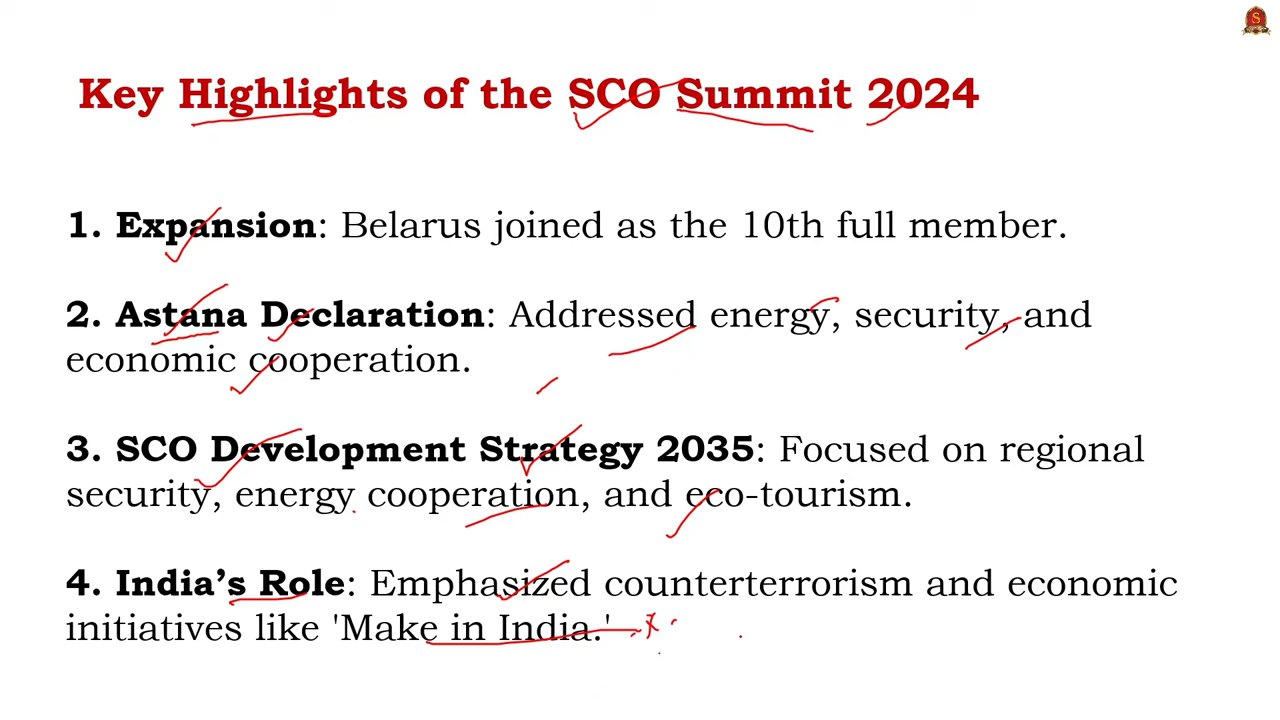 Key Highlights of the SCO Summit 2024
1. Expansion: Belarus joined as the 10th full member.
2. Astana Declaration: Addressed energy, security, and
economic cooperation.
3. SCO Development Strategy 2035: Focused on regional
security, energy cooperation, and eco-tourism.
4. India’s Role: Emphasized counterterrorism and economic
initiatives like 'Make in India.'
S